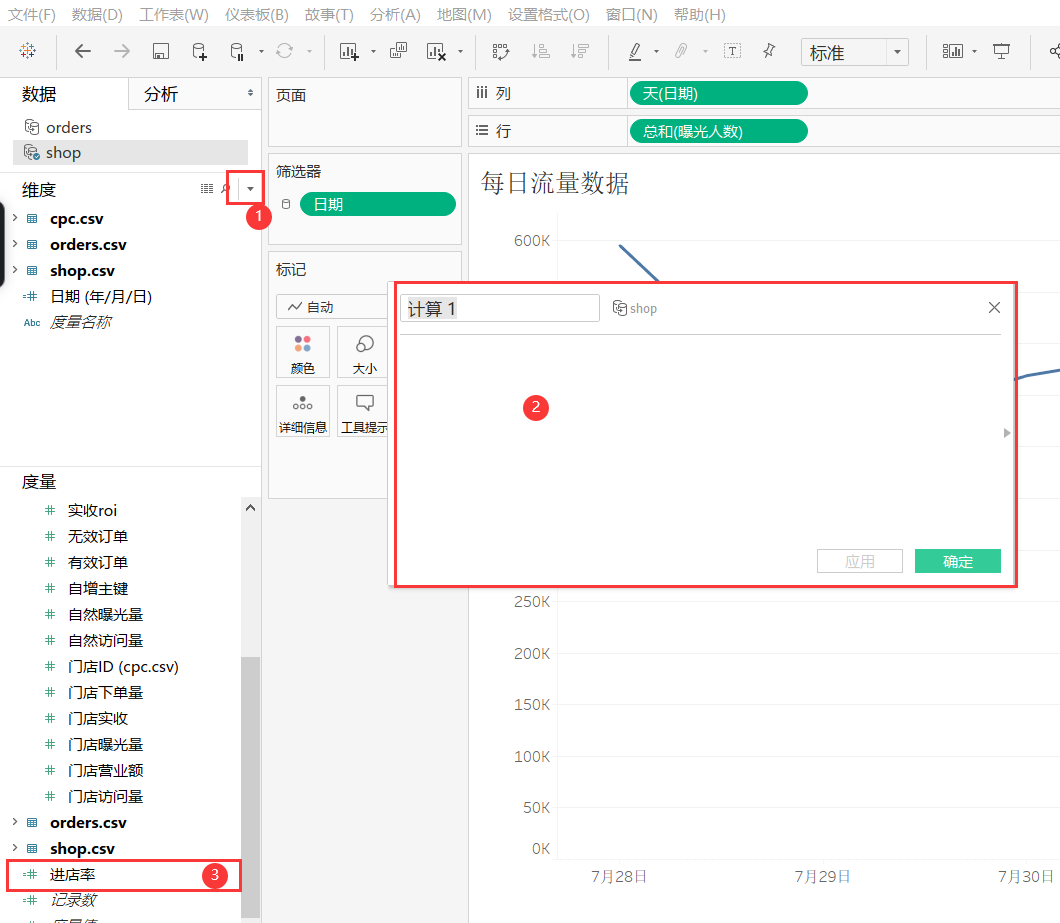 文件(F) 数据(D) 工作表(W) 仪表板(B) 故事(T) 分析(A) 地图(M) 设置格式(O) 窗口(N) 帮助(H)
标准
数据 分析
orders
shop
维度
1
cpc.csv
orders.csv
shop.csv
日期 (年/月/日)
Abc 度量名称
度量
实收roi
无效订单
有效订单
自增主键
自然曝光量
自然访问量
门店ID (cpc.csv)
门店下单量
门店实收
门店曝光量
门店营业额
门店访问量
orders.csv
shop.csv
进店率 3
记录数
度量值
页面
筛选器
日期
标记
自动
颜色 大小
详细信息 工具提示
列 天(日期)
行 总和(曝光人数)
每日流量数据
600K
计算 1 shop
2
应用 确定
250K
200K
150K
100K
50K
0K
7月28日 7月29日 7月30日